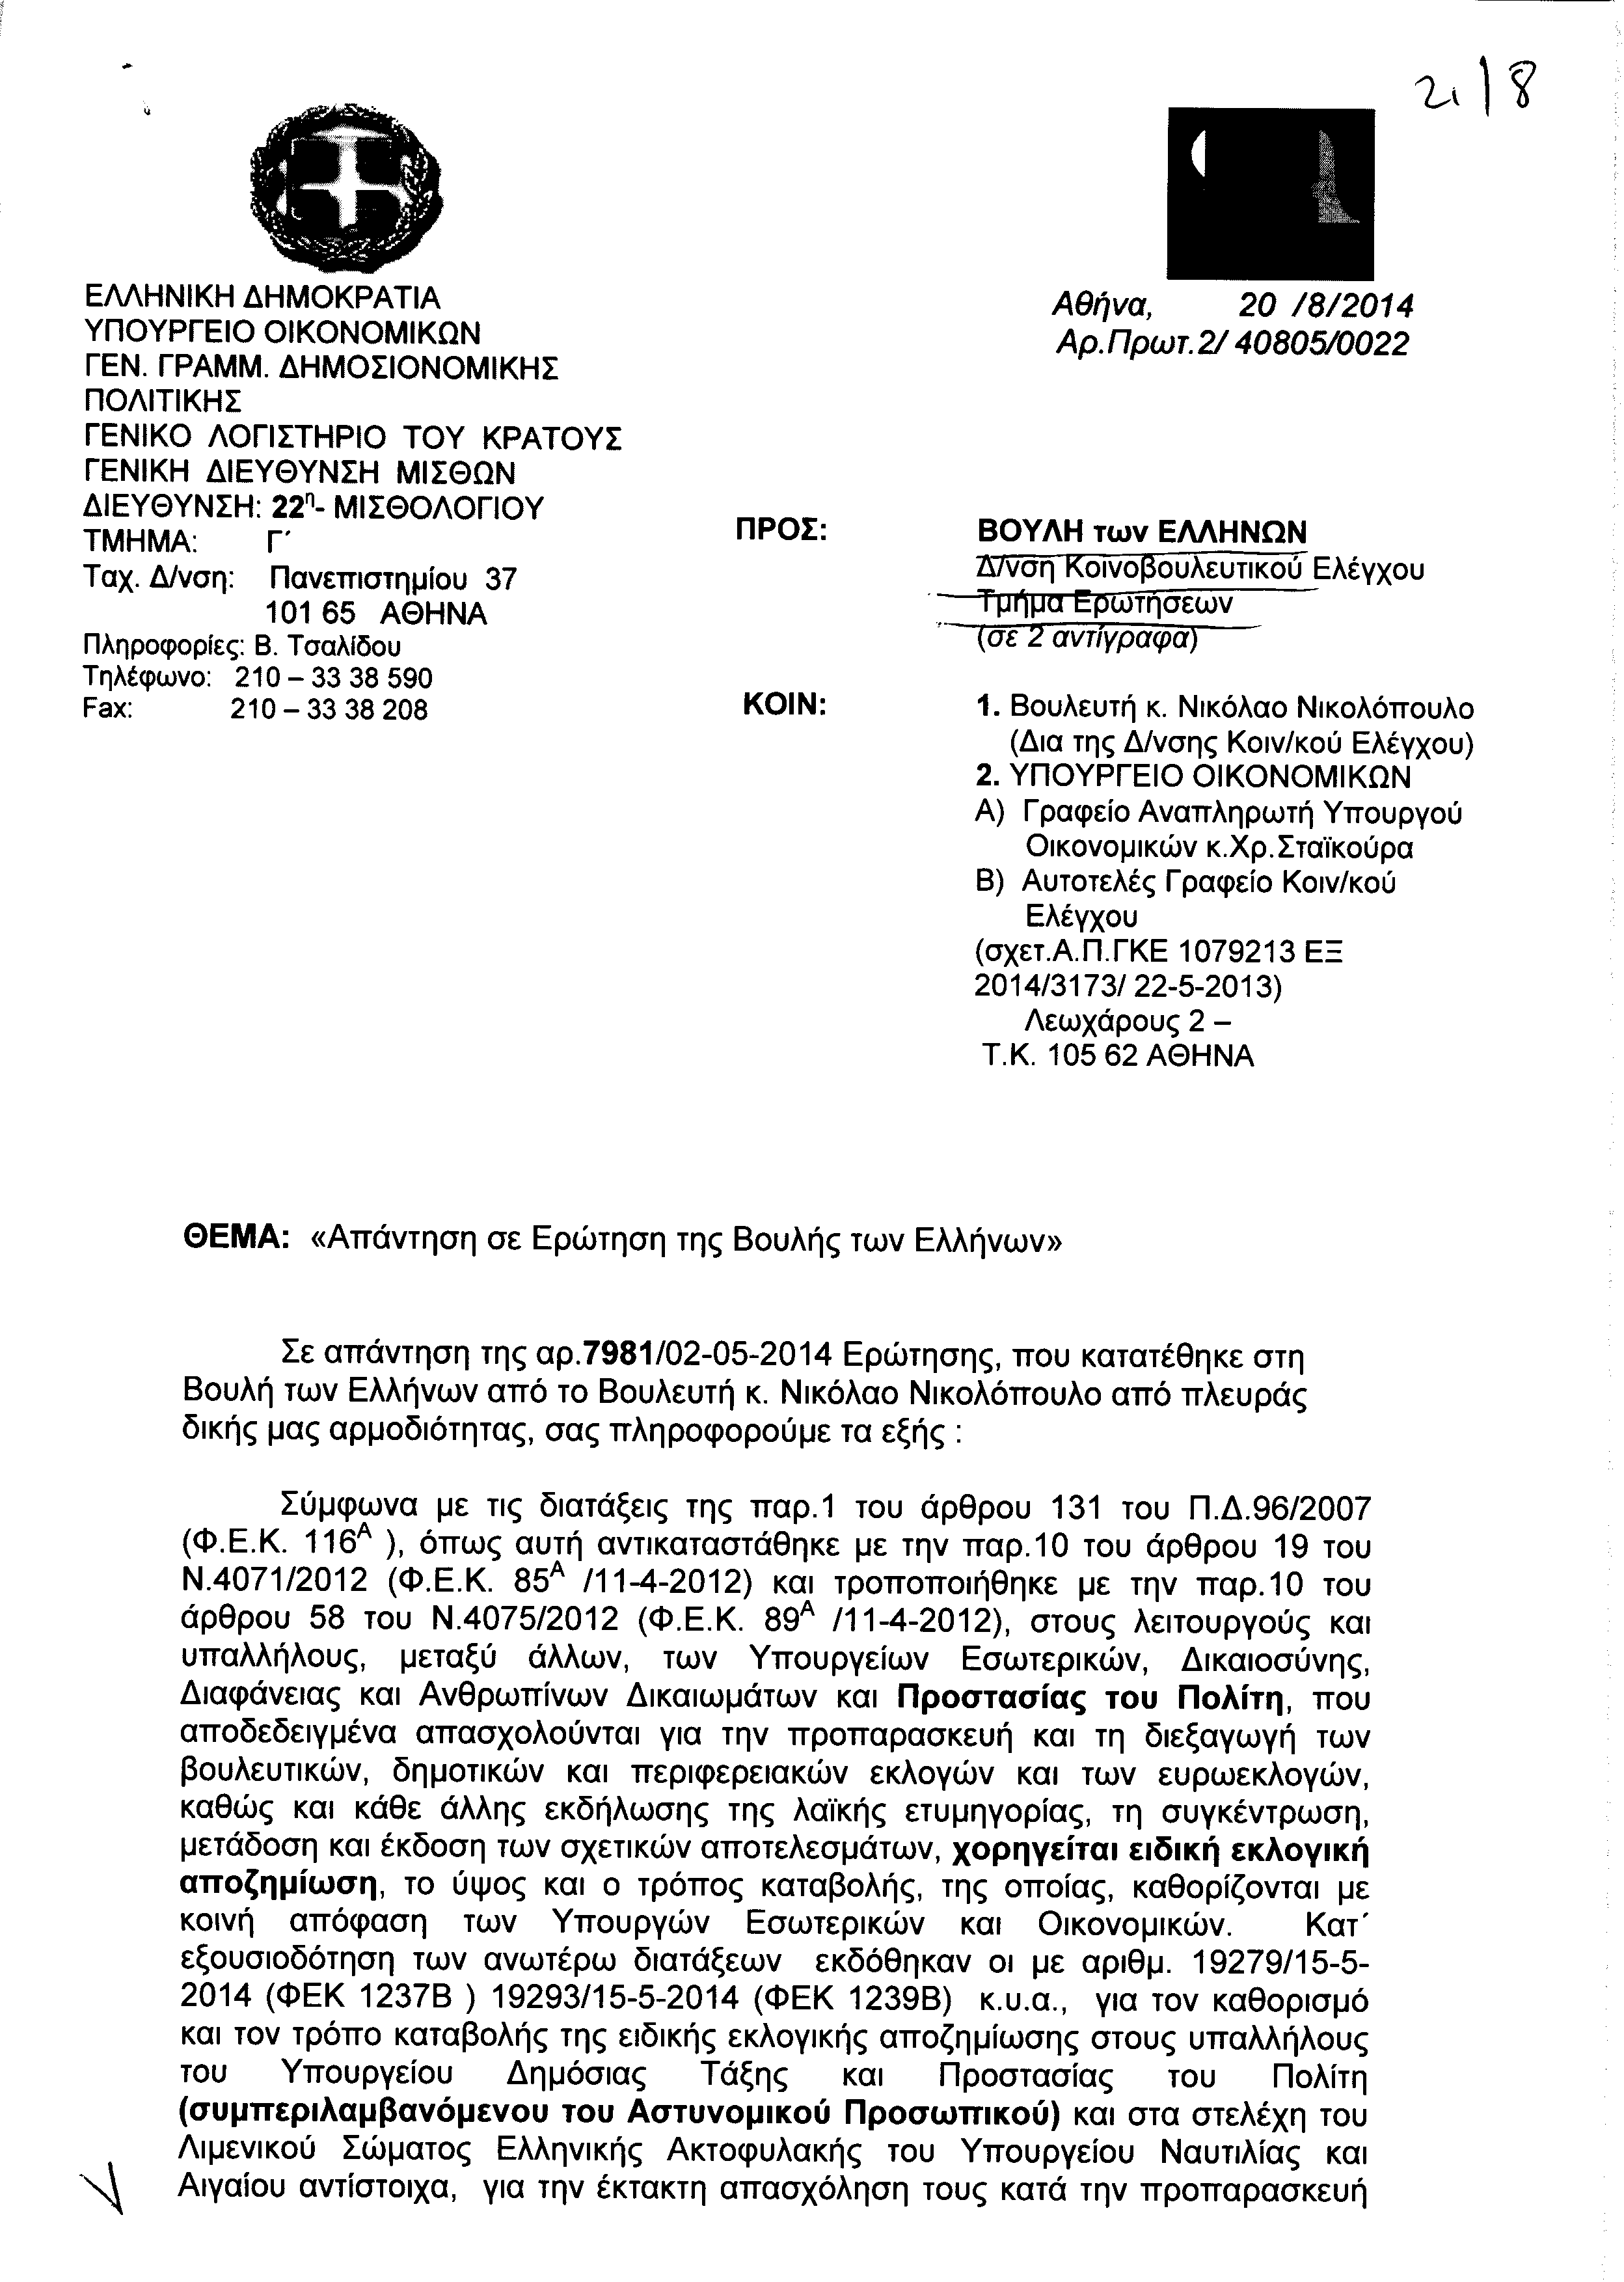 21/8
ΕΛΛΗΝΙΚΗ ΔΗΜΟΚΡΑΤΙΑ
ΥΠΟΥΡΓΕΙΟ ΟΙΚΟΝΟΜΙΚΩΝ
ΓΕΝ. ΓΡΑΜΜ. ΔΗΜΟΣΙΟΝΟΜΙΚΗΣ
ΠΟΛΙΤΙΚΗΣ
ΓΕΝΙΚΟ ΛΟΓΙΣΤΗΡΙΟ ΤΟΥ ΚΡΑΤΟΥΣ
ΓΕΝΙΚΗ ΔΙΕΥΘΥΝΣΗ ΜΙΣΘΩΝ
ΔΙΕΥΘΥΝΣΗ: 22η- ΜΙΣΘΟΛΟΓΙΟΥ
ΤΜΗΜΑ: Γ΄
Ταχ. Δ/νση: Πανεπιστημίου 37
101 65 ΑΘΗΝΑ
Πληροφορίες: Β. Τσαλίδου
Τηλέφωνο: 210 – 33 38 590
Fax: 210 – 33 38 208
Αθήνα, 20 /8/2014
Αρ.Πρωτ.2/ 40805/0022
ΠΡΟΣ:
ΒΟΥΛΗ των ΕΛΛΗΝΩΝ
Δ/νση Κοινοβουλευτικού Ελέγχου
Τμήμα Ερωτήσεων
(σε 2 αντίγραφα)
ΚΟΙΝ:
1. Βουλευτή κ. Νικόλαο Νικολόπουλο
(Δια της Δ/νσης Κοιν/κού Ελέγχου)
2. ΥΠΟΥΡΓΕΙΟ ΟΙΚΟΝΟΜΙΚΩΝ
Α) Γραφείο Αναπληρωτή Υπουργού
Οικονομικών κ.Χρ.Σταϊκούρα
Β) Αυτοτελές Γραφείο Κοιν/κού
Ελέγχου
(σχετ.Α.Π.ΓΚΕ 1079213 ΕΞ
2014/3173/ 22-5-2013)
Λεωχάρους 2 –
Τ.Κ. 105 62 ΑΘΗΝΑ
ΘΕΜΑ: «Απάντηση σε Ερώτηση της Βουλής των Ελλήνων»
Σε απάντηση της αρ.7981/02-05-2014 Ερώτησης, που κατατέθηκε στη
Βουλή των Ελλήνων από το Βουλευτή κ. Νικόλαο Νικολόπουλο από πλευράς
δικής μας αρμοδιότητας, σας πληροφορούμε τα εξής :
Σύμφωνα με τις διατάξεις της παρ.1 του άρθρου 131 του Π.Δ.96/2007
(Φ.Ε.Κ. 116Α ), όπως αυτή αντικαταστάθηκε με την παρ.10 του άρθρου 19 του
Ν.4071/2012 (Φ.Ε.Κ. 85Α /11-4-2012) και τροποποιήθηκε με την παρ.10 του
άρθρου 58 του Ν.4075/2012 (Φ.Ε.Κ. 89Α /11-4-2012), στους λειτουργούς και
υπαλλήλους, μεταξύ άλλων, των Υπουργείων Εσωτερικών, Δικαιοσύνης,
Διαφάνειας και Ανθρωπίνων Δικαιωμάτων και Προστασίας του Πολίτη, που
αποδεδειγμένα απασχολούνται για την προπαρασκευή και τη διεξαγωγή των
βουλευτικών, δημοτικών και περιφερειακών εκλογών και των ευρωεκλογών,
καθώς και κάθε άλλης εκδήλωσης της λαϊκής ετυμηγορίας, τη συγκέντρωση,
μετάδοση και έκδοση των σχετικών αποτελεσμάτων, χορηγείται ειδική εκλογική
αποζημίωση, το ύψος και ο τρόπος καταβολής, της οποίας, καθορίζονται με
κοινή απόφαση των Υπουργών Εσωτερικών και Οικονομικών. Κατ΄
εξουσιοδότηση των ανωτέρω διατάξεων εκδόθηκαν οι με αριθμ. 19279/15-5-
2014 (ΦΕΚ 1237Β ) 19293/15-5-2014 (ΦΕΚ 1239Β) κ.υ.α., για τον καθορισμό
και τον τρόπο καταβολής της ειδικής εκλογικής αποζημίωσης στους υπαλλήλους
του Υπουργείου Δημόσιας Τάξης και Προστασίας του Πολίτη
(συμπεριλαμβανόμενου του Αστυνομικού Προσωπικού) και στα στελέχη του
Λιμενικού Σώματος Ελληνικής Ακτοφυλακής του Υπουργείου Ναυτιλίας και
Αιγαίου αντίστοιχα, για την έκτακτη απασχόληση τους κατά την προπαρασκευή